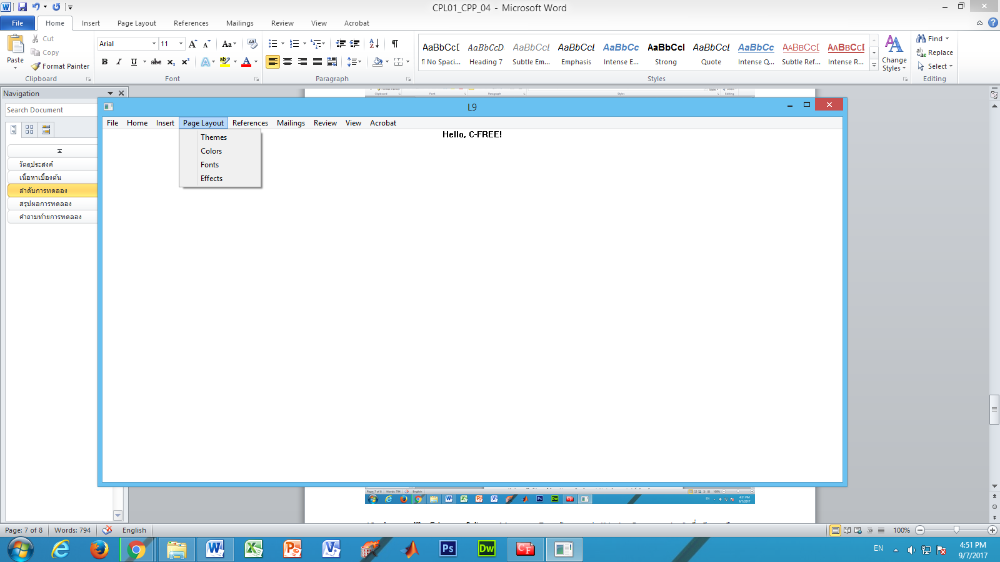 CPL01_CPP_04 - Microsoft Word
File Home Insert Page Layout References Mailings Review View Acrobat
Paste
Cut
Copy
Format Painter
Clipboard
Arial 11
Font
Paragraph
AaBbCcD AaBbCcD AaBbCcI AaBbCcI AaBbCc AaBbCcI AaBbCcI AaBbCc AABBCCD AABBCCD
¶ No Spaci... Heading 7 Subtle Em... Emphasis Intense E... Strong Quote Intense Q... Subtle Ref... Intense R...
Change Styles
Styles
Find
Replace
Select
Editing
Navigation
Search Document
วัตถุประสงค์
เนื้อหาเบื้องต้น
ลำดับการทดลอง
สรุปผลการทดลอง
คำถามท้ายการทดลอง
L9
File Home Insert Page Layout References Mailings Review View Acrobat
Themes
Colors
Fonts
Effects
Hello, C-FREE!
Page: 7 of 8 Words: 794 English
100%
EN
4:51 PM
9/7/2017